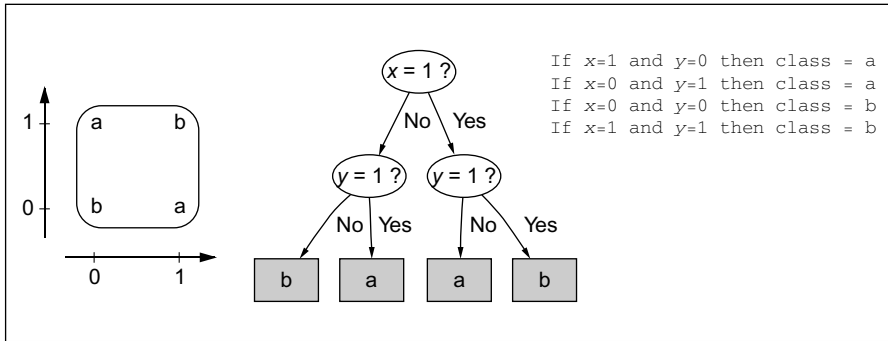 1
0
a b
b a
0 1
x = 1 ?
No Yes
y = 1 ? y = 1 ?
No Yes No Yes
b a a b
If x=1 and y=0 then class = a
If x=0 and y=1 then class = a
If x=0 and y=0 then class = b
If x=1 and y=1 then class = b